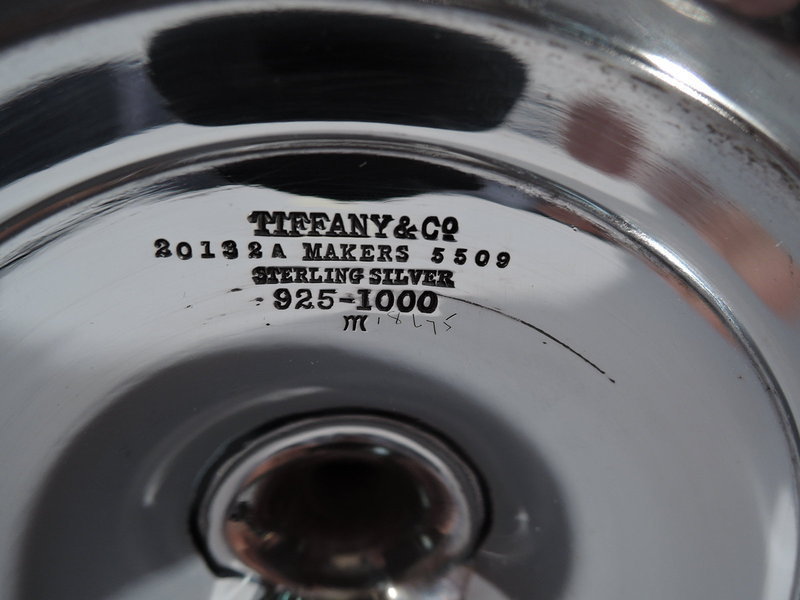 TIFFANY & Cº
20132A MAKERS 5509
STERLING SILVER
925-1000
m